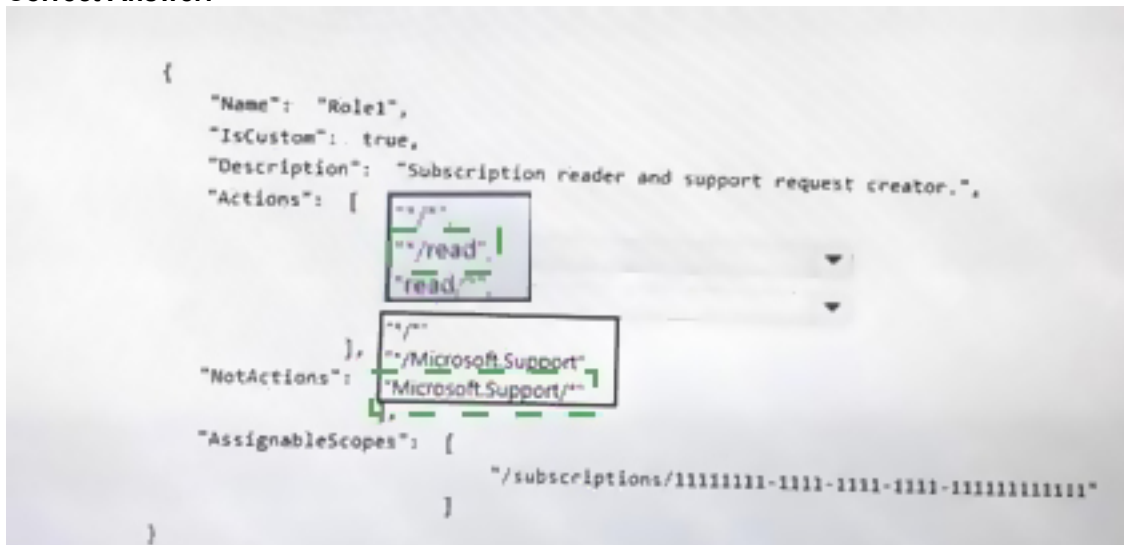 Correct Answer:
{
"Name": "Role1",
"IsCustom": true,
"Description": "Subscription reader and support request creator.",
"Actions": [
"*/*",
"*/read",
"read/*",
"*/*"
"*/Microsoft.Support"
"Microsoft.Support/*"
],
"NotActions":
],
"AssignableScopes": [
"/subscriptions/11111111-1111-1111-1111-111111111111"
]
}